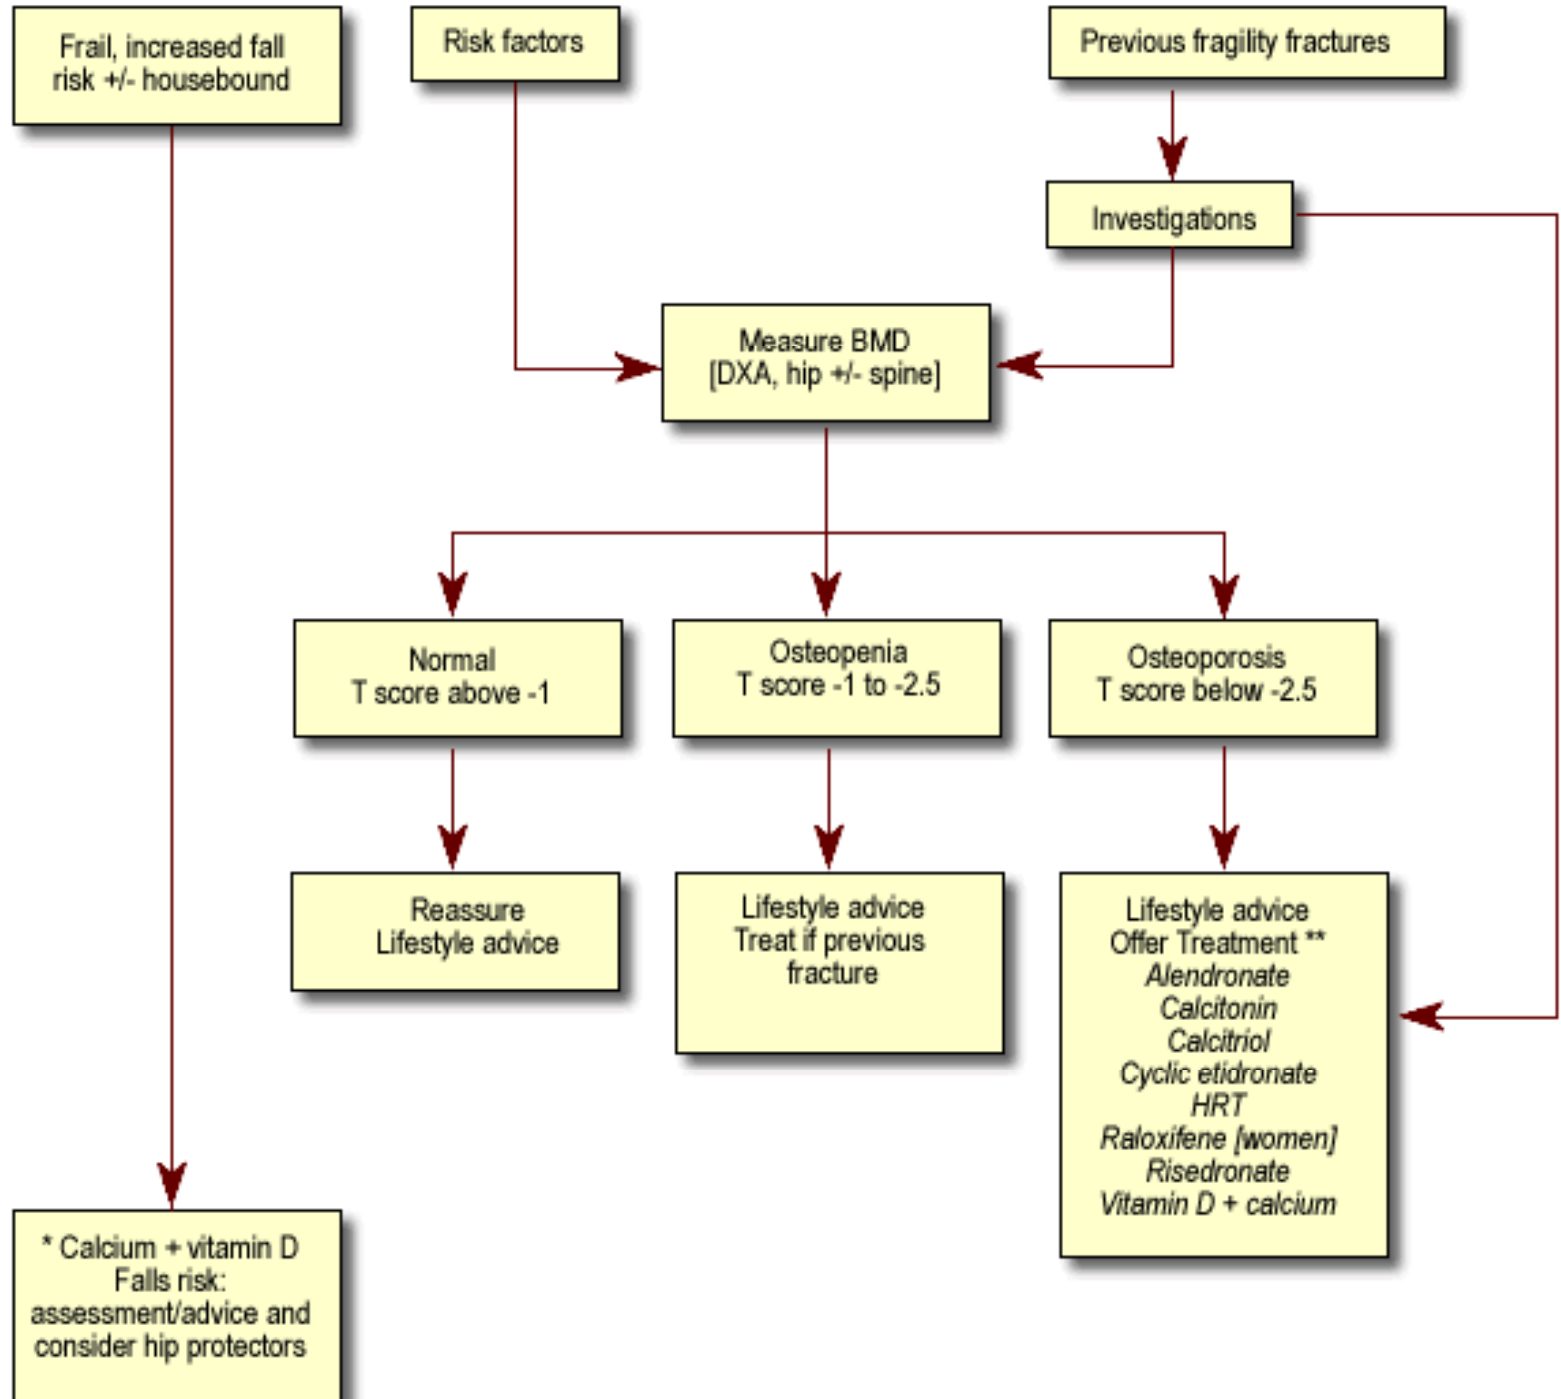 Frail, increased fall
risk +/- housebound
Risk factors
Previous fragility fractures
Investigations
Measure BMD
[DXA, hip +/- spine]
Normal
T score above -1
Osteopenia
T score -1 to -2.5
Osteoporosis
T score below -2.5
Reassure
Lifestyle advice
Lifestyle advice
Treat if previous
fracture
Lifestyle advice
Offer Treatment **
Alendronate
Calcitonin
Calcitriol
Cyclic etidronate
HRT
Raloxifene [women]
Risedronate
Vitamin D + calcium
* Calcium + vitamin D
Falls risk:
assessment/advice and
consider hip protectors